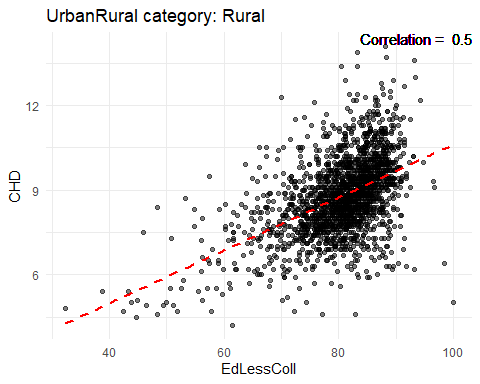 UrbanRural category: Rural
Correlation = 0.5
12
9
6
CHD
40 60 80 100
EdLessColl